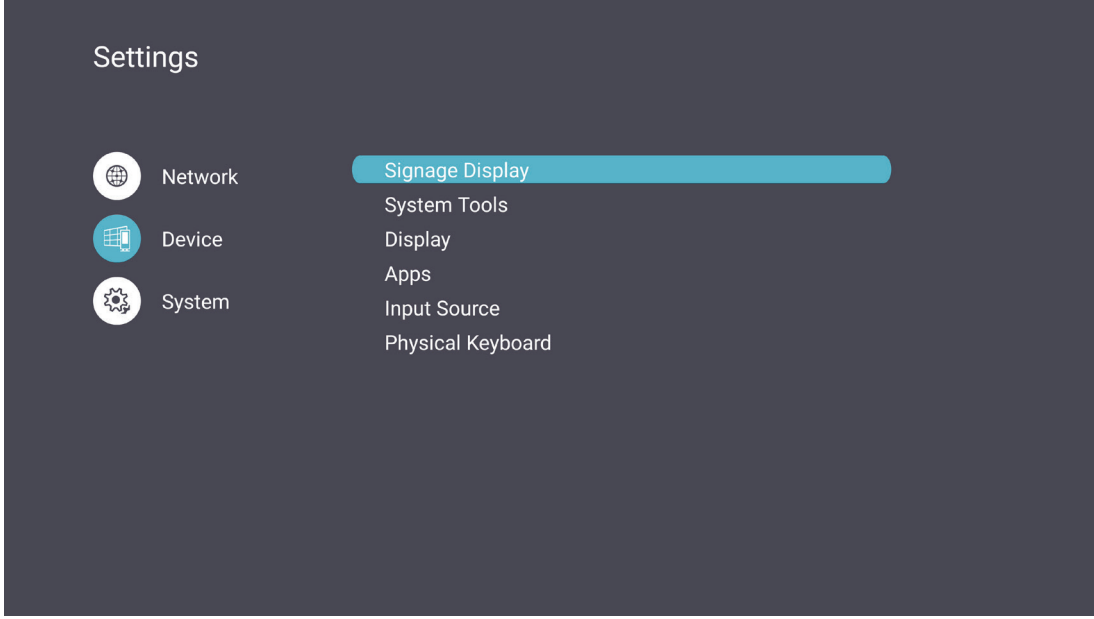 Settings
Network
Device
System
Signage Display
System Tools
Display
Apps
Input Source
Physical Keyboard